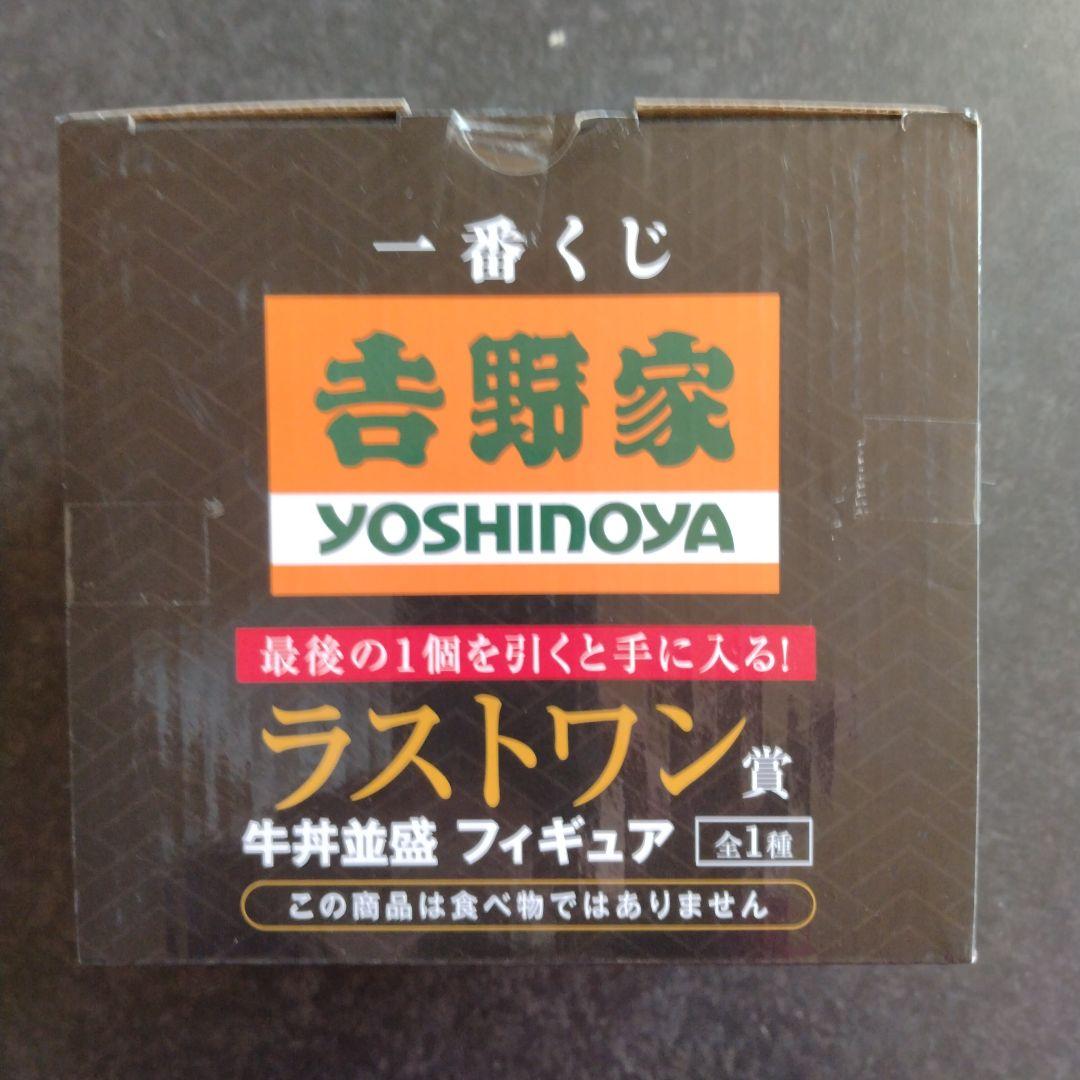 一番くじ
𠮷野家
YOSHINOYA
最後の1個を引くと手に入る!
ラストワン賞
牛丼並盛 フィギュア 全1種
この商品は食べ物ではありません